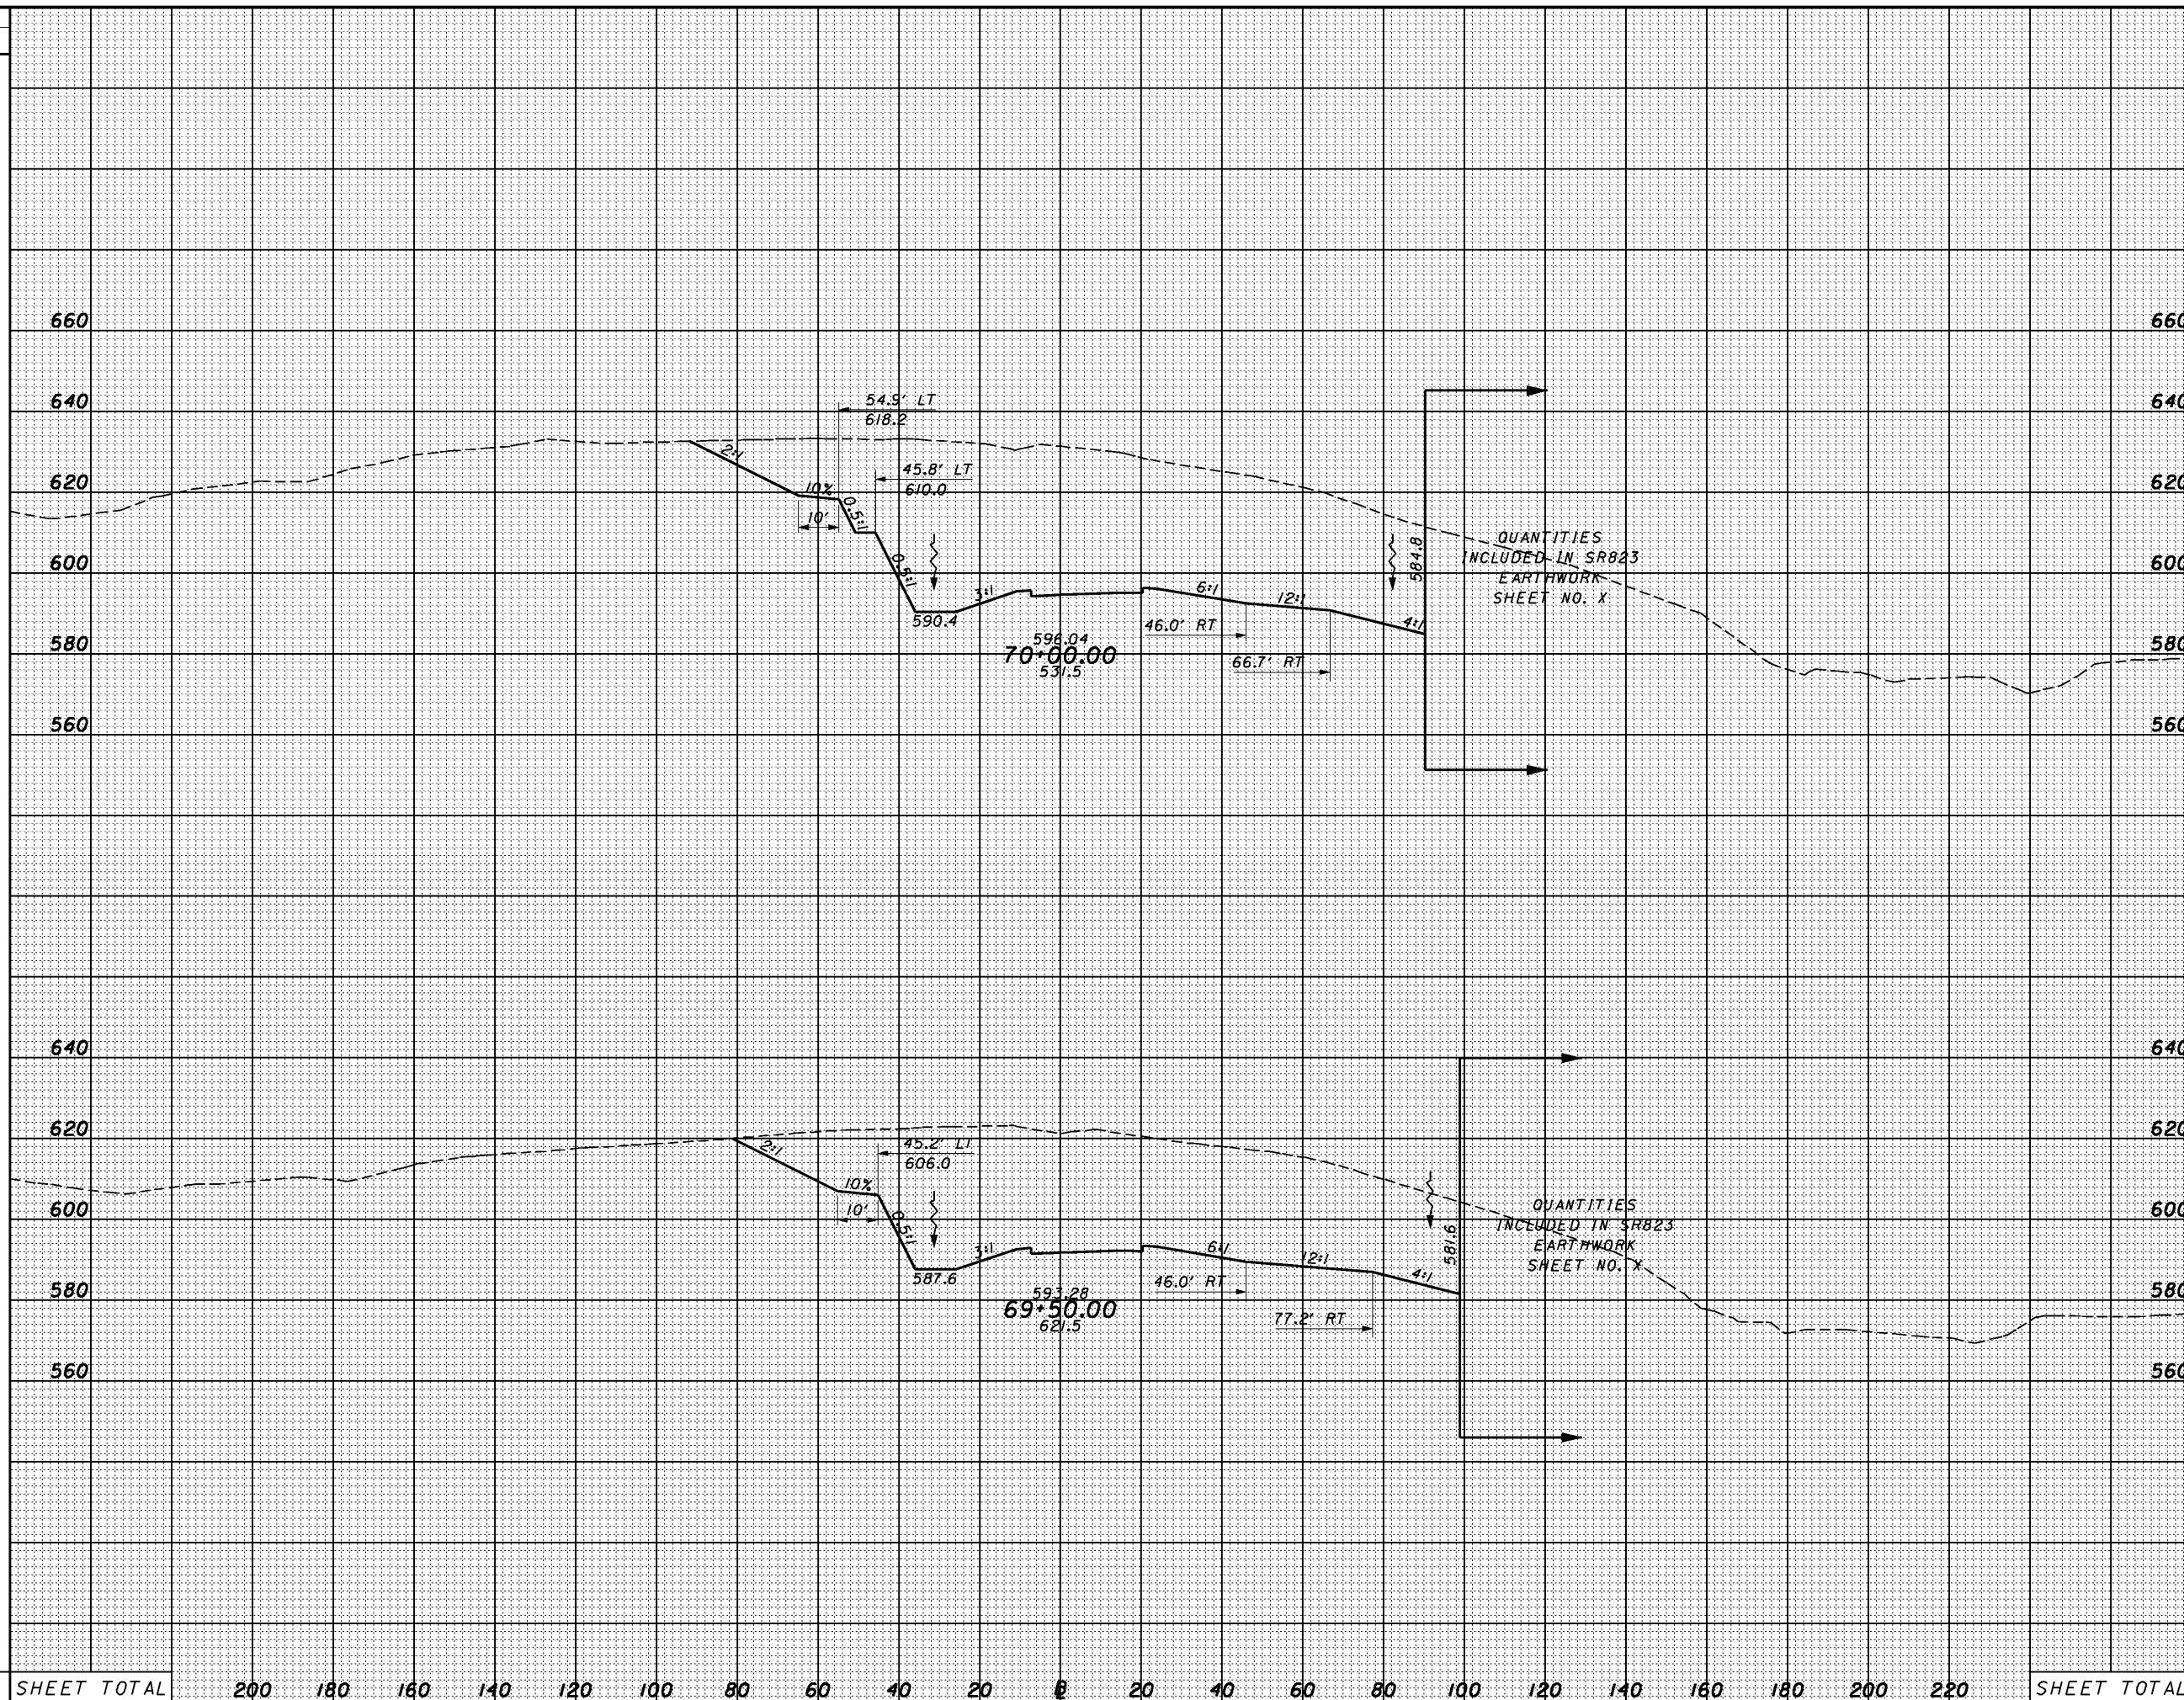 660 660
640 640
54.9' LT
618.2
2:1
45.8' LT
610.0
620 620
10%
0.5:1
10'
584.8
QUANTITIES
INCLUDED IN SR823
EARTHWORK
SHEET NO. X
600 600
0.5:1
3:1
6:1
12:1
4:1
590.4
46.0' RT
596.04
580 580
70+00.00
531.5
66.7' RT
560 560
640 640
620 620
2:1
45.2' LT
606.0
10%
10'
0.5:1
600 600
581.6
QUANTITIES
INCLUDED IN SR823
EARTHWORK
SHEET NO. X
3:1
6:1
12:1
4:1
587.6
46.0' RT
593.28
580 580
69+50.00
621.5
77.2' RT
560 560
SHEET TOTAL 200 180 160 140 120 100 80 60 40 20 0 20 40 60 80 100 120 140 160 180 200 220 SHEET TOTAL